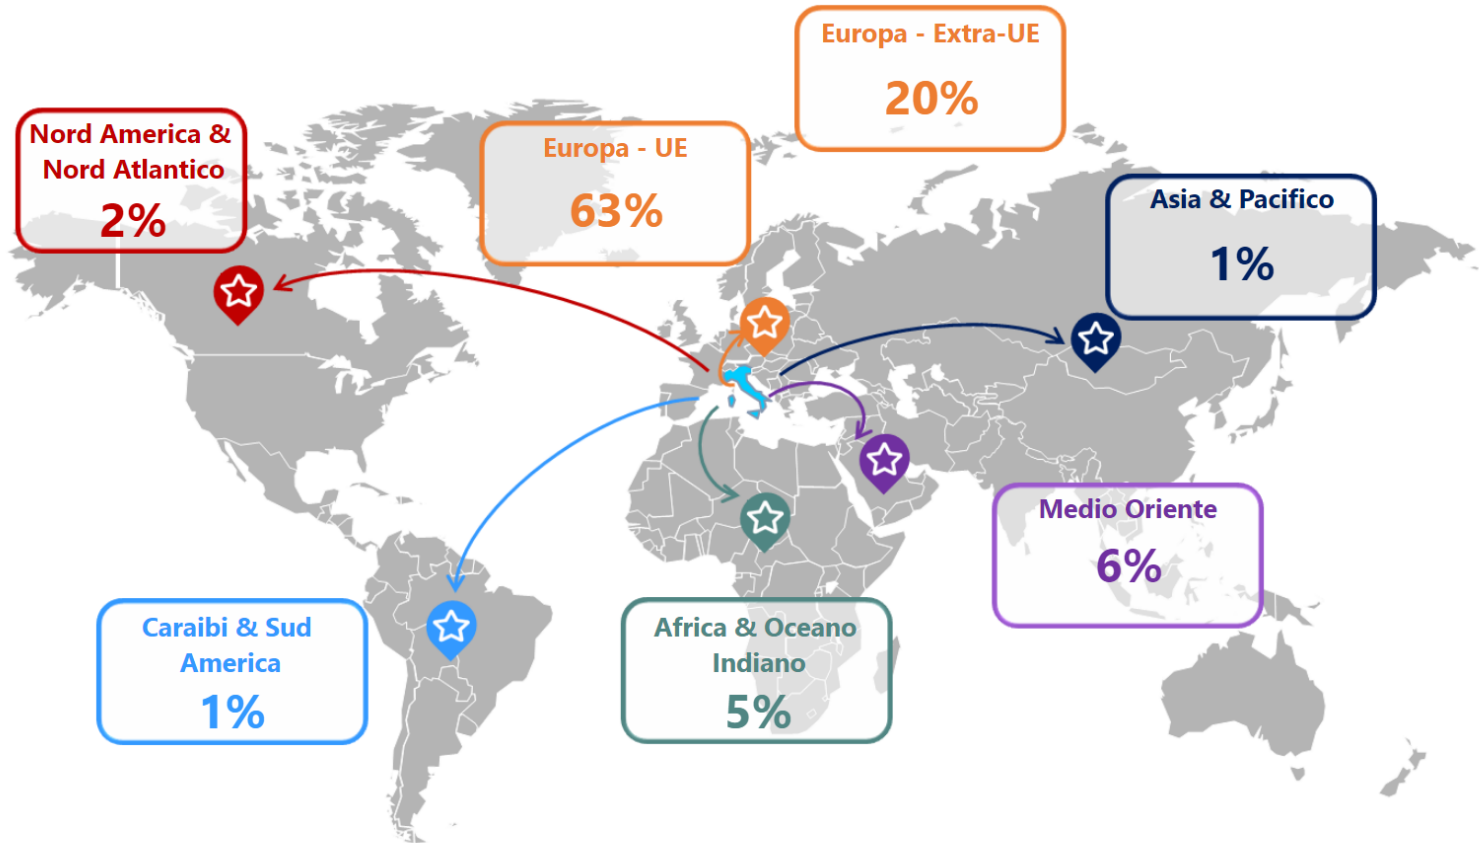 Europa - Extra-UE
20%
Nord America &
Nord Atlantico
2%
Europa - UE
63%
Asia & Pacifico
1%
Medio Oriente
6%
Caraibi & Sud
America
1%
Africa & Oceano
Indiano
5%